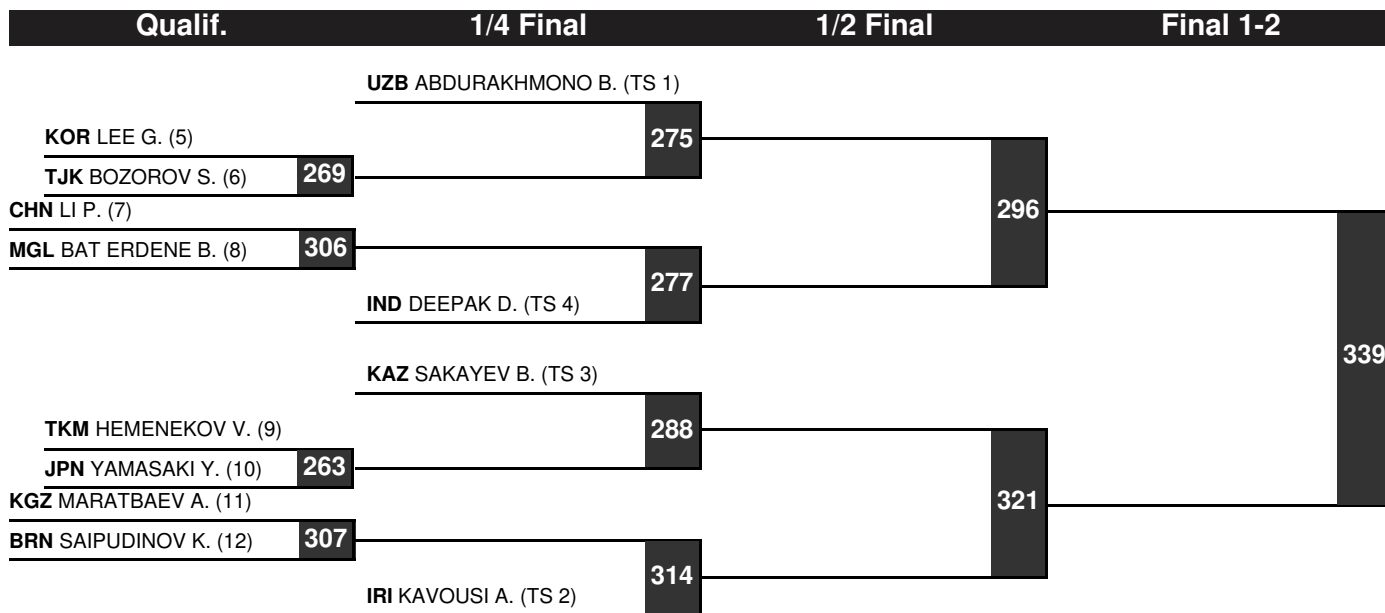 Qualif. 1/4 Final 1/2 Final Final 1-2
UZB ABDURAKHMONO B. (TS 1)
KOR LEE G. (5)
275
TJK BOZOROV S. (6) 269
CHN LI P. (7)
296
MGL BAT ERDENE B. (8) 306
277
IND DEEPAK D. (TS 4)
339
KAZ SAKAYEV B. (TS 3)
TKM HEMENEKOV V. (9)
288
JPN YAMASAKI Y. (10) 263
KGZ MARATBAEV A. (11)
321
BRN SAIPUDINOV K. (12) 307
314
IRI KAVOUSI A. (TS 2)